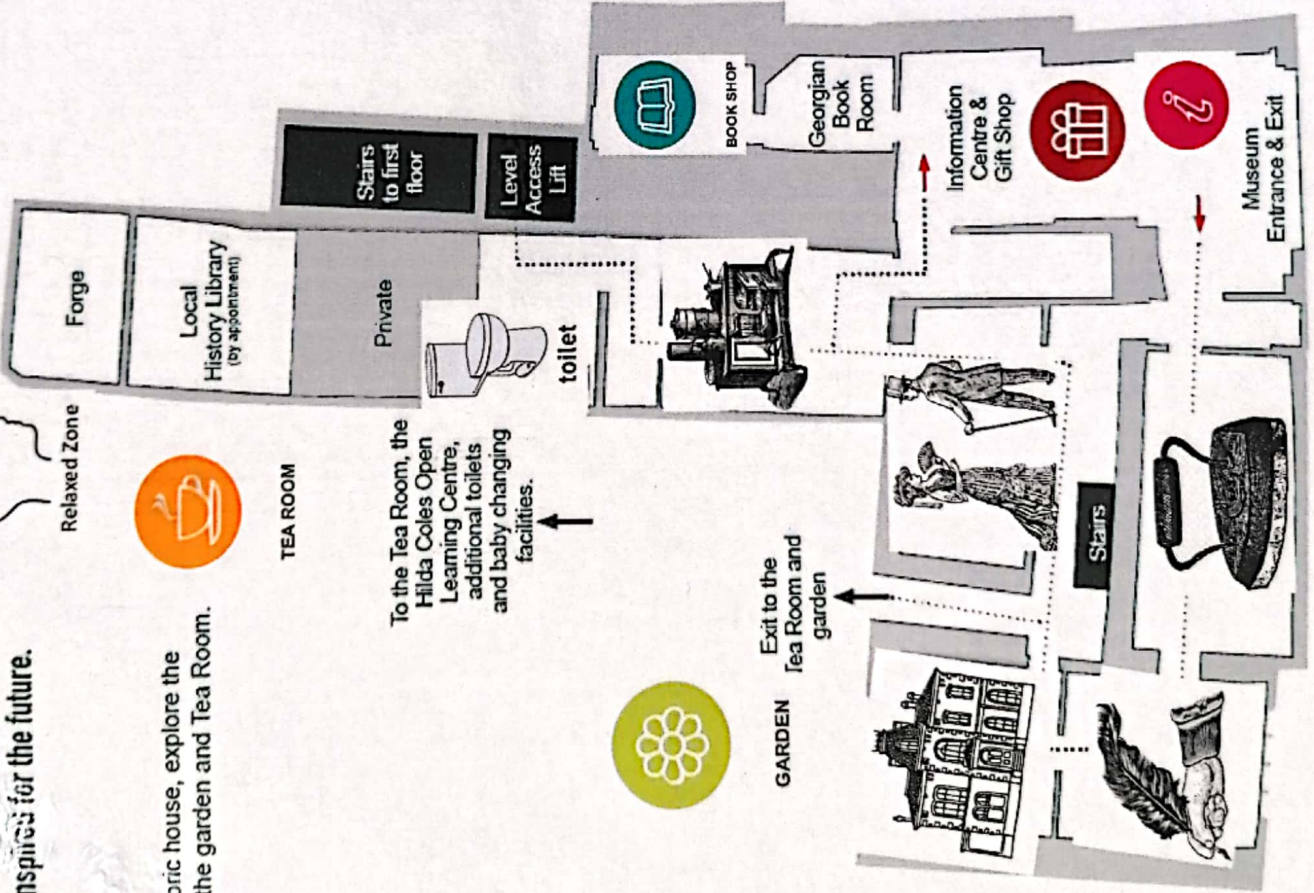 nspired for the future.
oric house, explore the
the garden and Tea Room.
Relaxed Zone
TEA ROOM
Forge
Local
History Library
(by appointment)
Private
Stairs
to first
floor
Level
Access
Lift
toilet
To the Tea Room, the
Hilda Coles Open
Learning Centre,
additional toilets
and baby changing
facilities.
BOOK SHOP
Georgian
Book
Room
Information
Centre &
Gift Shop
i
Museum
Entrance & Exit
Exit to the
Tea Room and
garden
GARDEN
Stairs